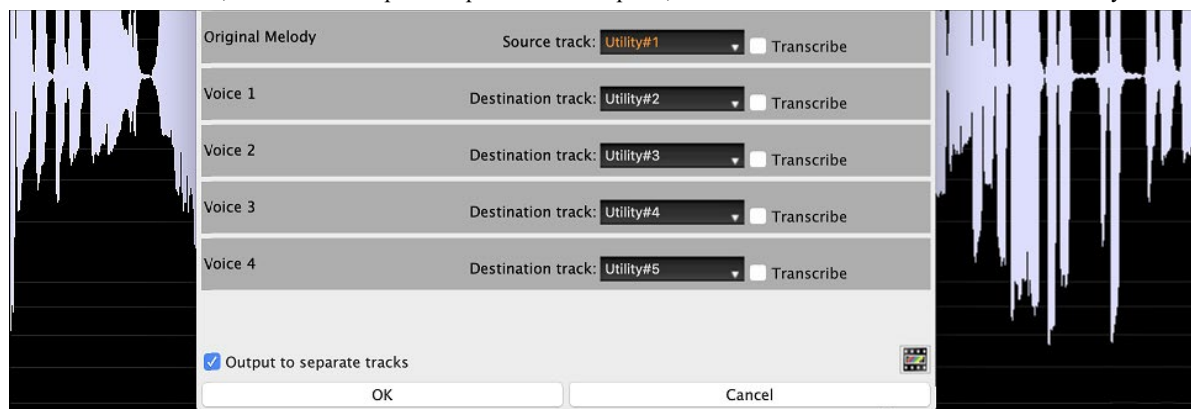 Original Melody Source track: Utility#1 Transcribe
Voice 1 Destination track: Utility#2 Transcribe
Voice 2 Destination track: Utility#3 Transcribe
Voice 3 Destination track: Utility#4 Transcribe
Voice 4 Destination track: Utility#5 Transcribe
Output to separate tracks
OK Cancel